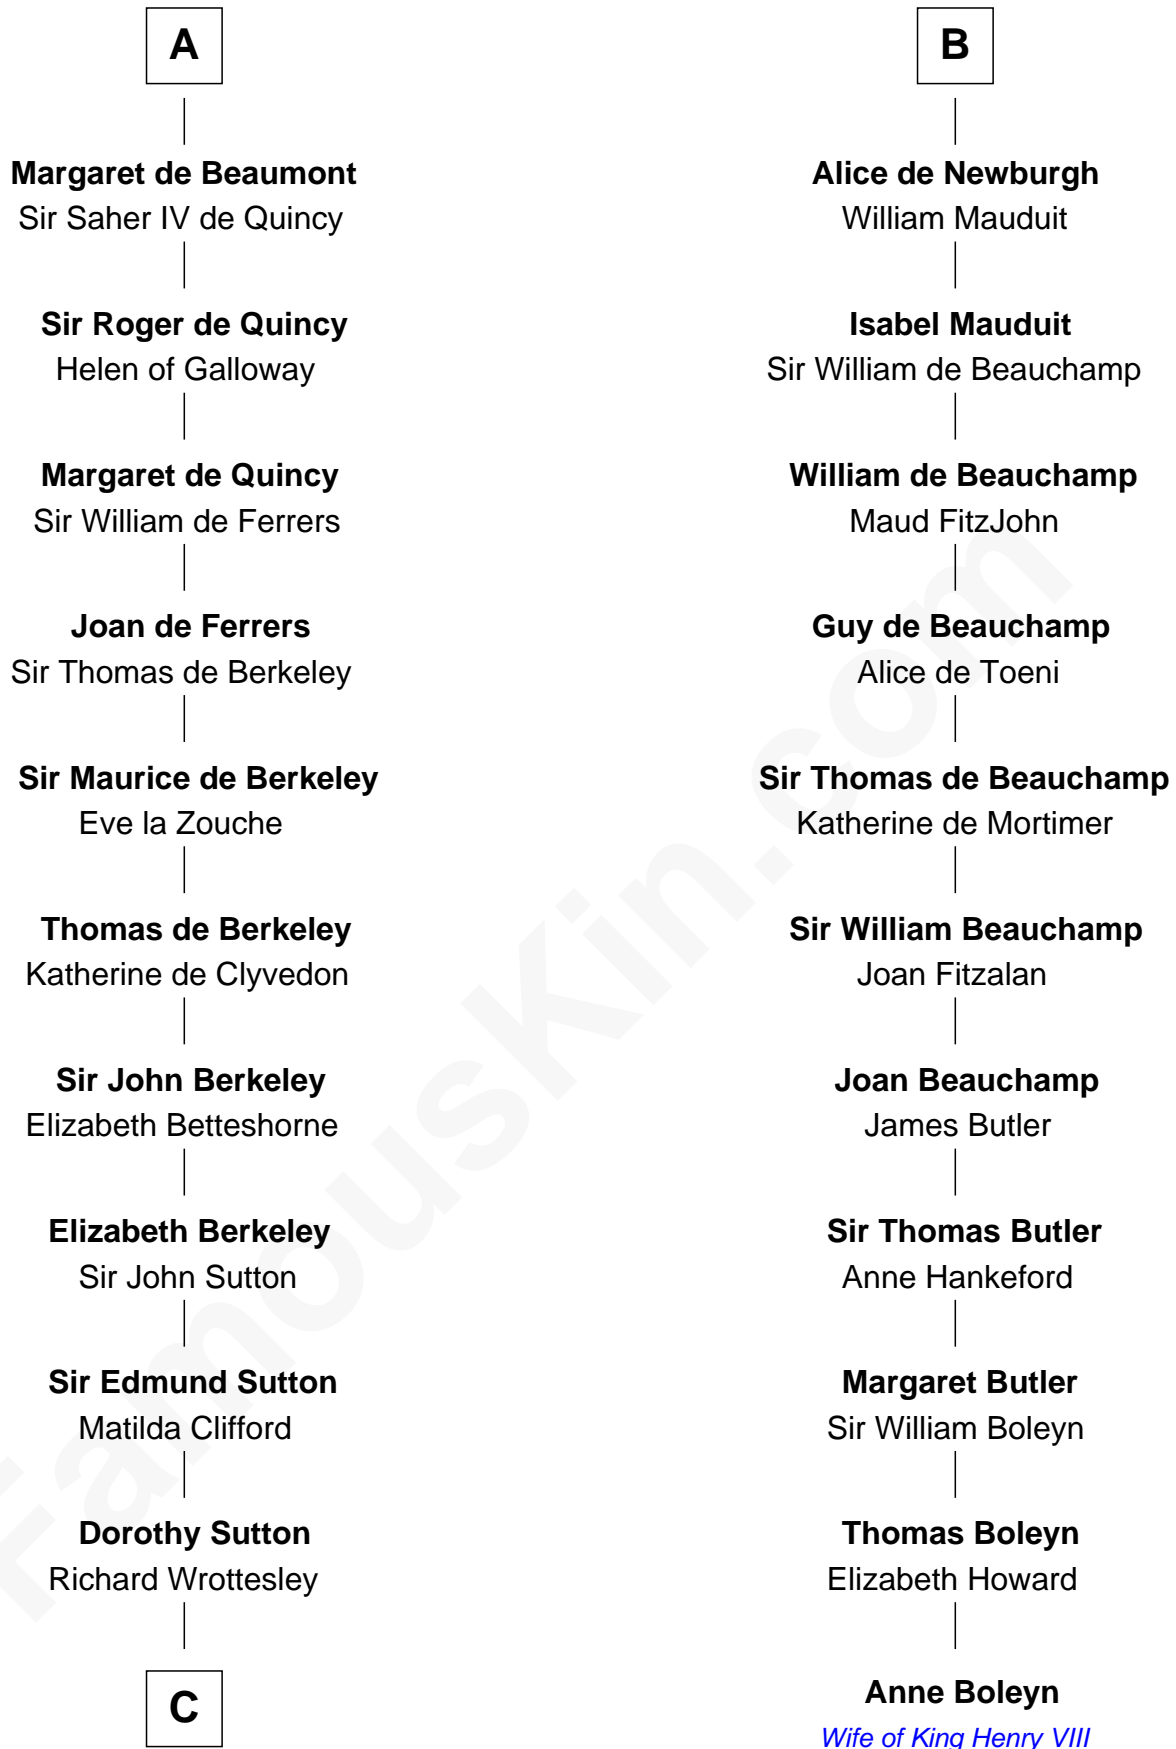 A
Margaret de Beaumont
Sir Saher IV de Quincy
Sir Roger de Quincy
Helen of Galloway
Margaret de Quincy
Sir William de Ferrers
Joan de Ferrers
Sir Thomas de Berkeley
Sir Maurice de Berkeley
Eve la Zouche
Thomas de Berkeley
Katherine de Clyvedon
Sir John Berkeley
Elizabeth Betteshorne
Elizabeth Berkeley
Sir John Sutton
Sir Edmund Sutton
Matilda Clifford
Dorothy Sutton
Richard Wrottesley
C
B
Alice de Newburgh
William Mauduit
Isabel Mauduit
Sir William de Beauchamp
William de Beauchamp
Maud FitzJohn
Guy de Beauchamp
Alice de Toeni
Sir Thomas de Beauchamp
Katherine de Mortimer
Sir William Beauchamp
Joan Fitzalan
Joan Beauchamp
James Butler
Sir Thomas Butler
Anne Hankeford
Margaret Butler
Sir William Boleyn
Thomas Boleyn
Elizabeth Howard
Anne Boleyn
Wife of King Henry VIII
FamousKin.com